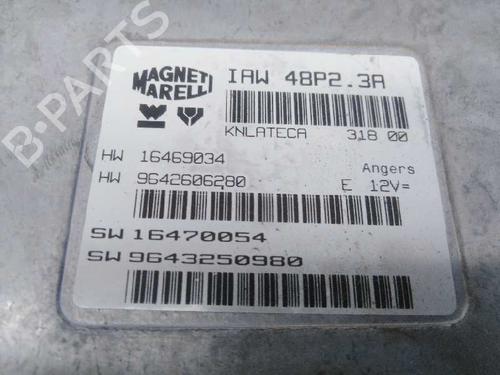 B-PARTS
MAGNETI
MARELLI
IAW 48P2.3A
KNLATECA 318 00
HW 16469034
Angers
HW 9642606280
E 12V=
SW 16470054
SW 9643250980